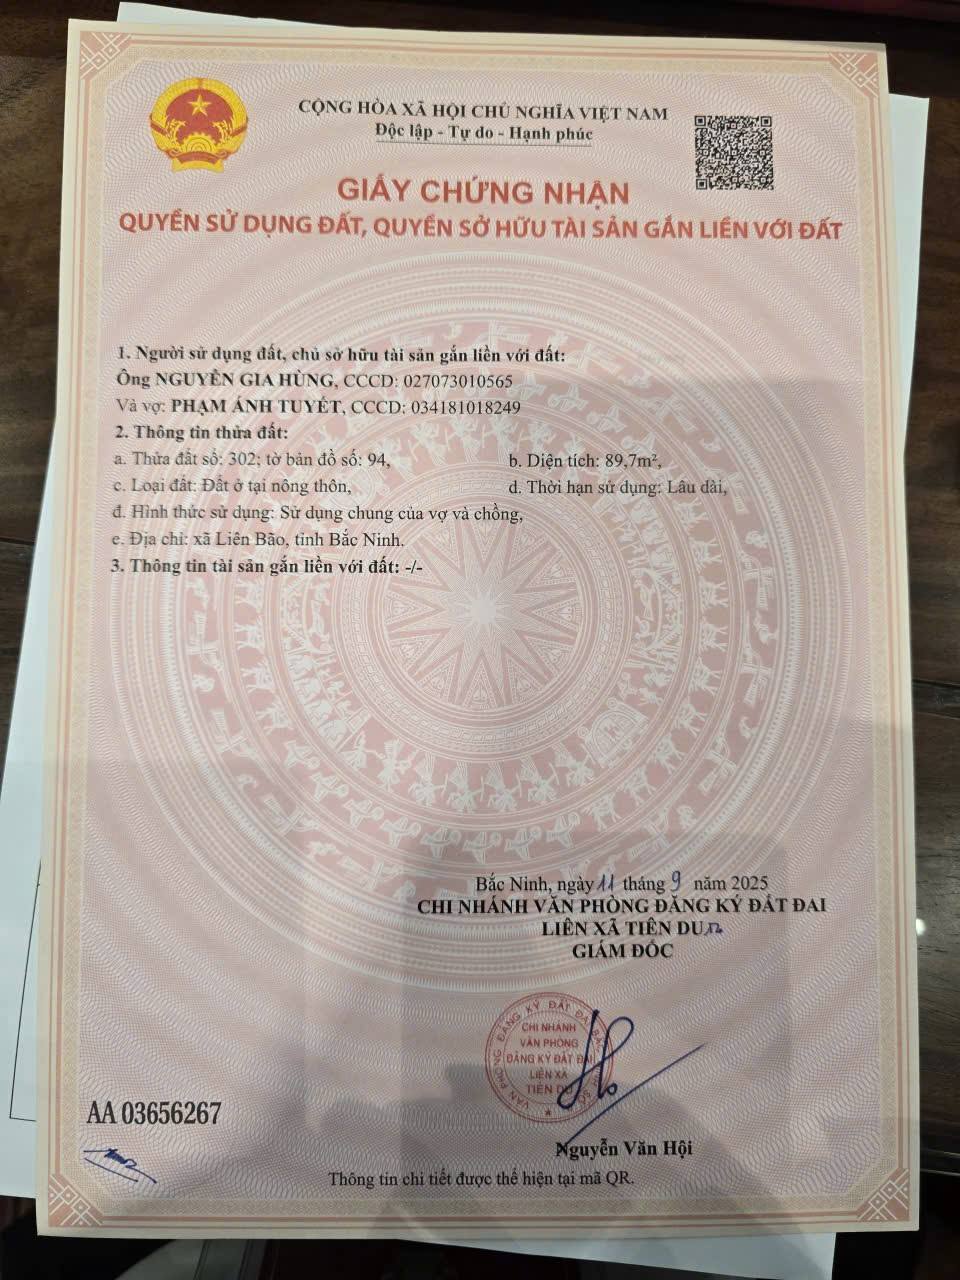 CỘNG HÒA XÃ HỘI CHỦ NGHĨA VIỆT NAM
Độc lập - Tự do - Hạnh phúc
GIẤY CHỨNG NHẬN
QUYỀN SỬ DỤNG ĐẤT, QUYỀN SỞ HỮU TÀI SẢN GẮN LIỀN VỚI ĐẤT
1. Người sử dụng đất, chủ sở hữu tài sản gắn liền với đất:
Ông NGUYỄN GIA HÙNG, CCCD: 027073010565
Và vợ: PHẠM ÁNH TUYẾT, CCCD: 034181018249
2. Thông tin thửa đất:
a. Thửa đất số: 302; tờ bản đồ số: 94, b. Diện tích: 89,7m²,
c. Loại đất: Đất ở tại nông thôn, d. Thời hạn sử dụng: Lâu dài,
đ. Hình thức sử dụng: Sử dụng chung của vợ và chồng,
e. Địa chỉ: xã Liên Bão, tỉnh Bắc Ninh.
3. Thông tin tài sản gắn liền với đất: -/-
Bắc Ninh, ngày 11 tháng 9 năm 2025
CHI NHÁNH VĂN PHÒNG ĐĂNG KÝ ĐẤT ĐAI
LIÊN XÃ TIÊN DU
GIÁM ĐỐC
VĂN PHÒNG ĐĂNG KÝ ĐẤT ĐAI
CHI NHÁNH
VĂN PHÒNG
ĐĂNG KÝ ĐẤT ĐAI
LIÊN XÃ
TIÊN DU
AA 03656267
Nguyễn Văn Hội
Thông tin chi tiết được thể hiện tại mã QR.